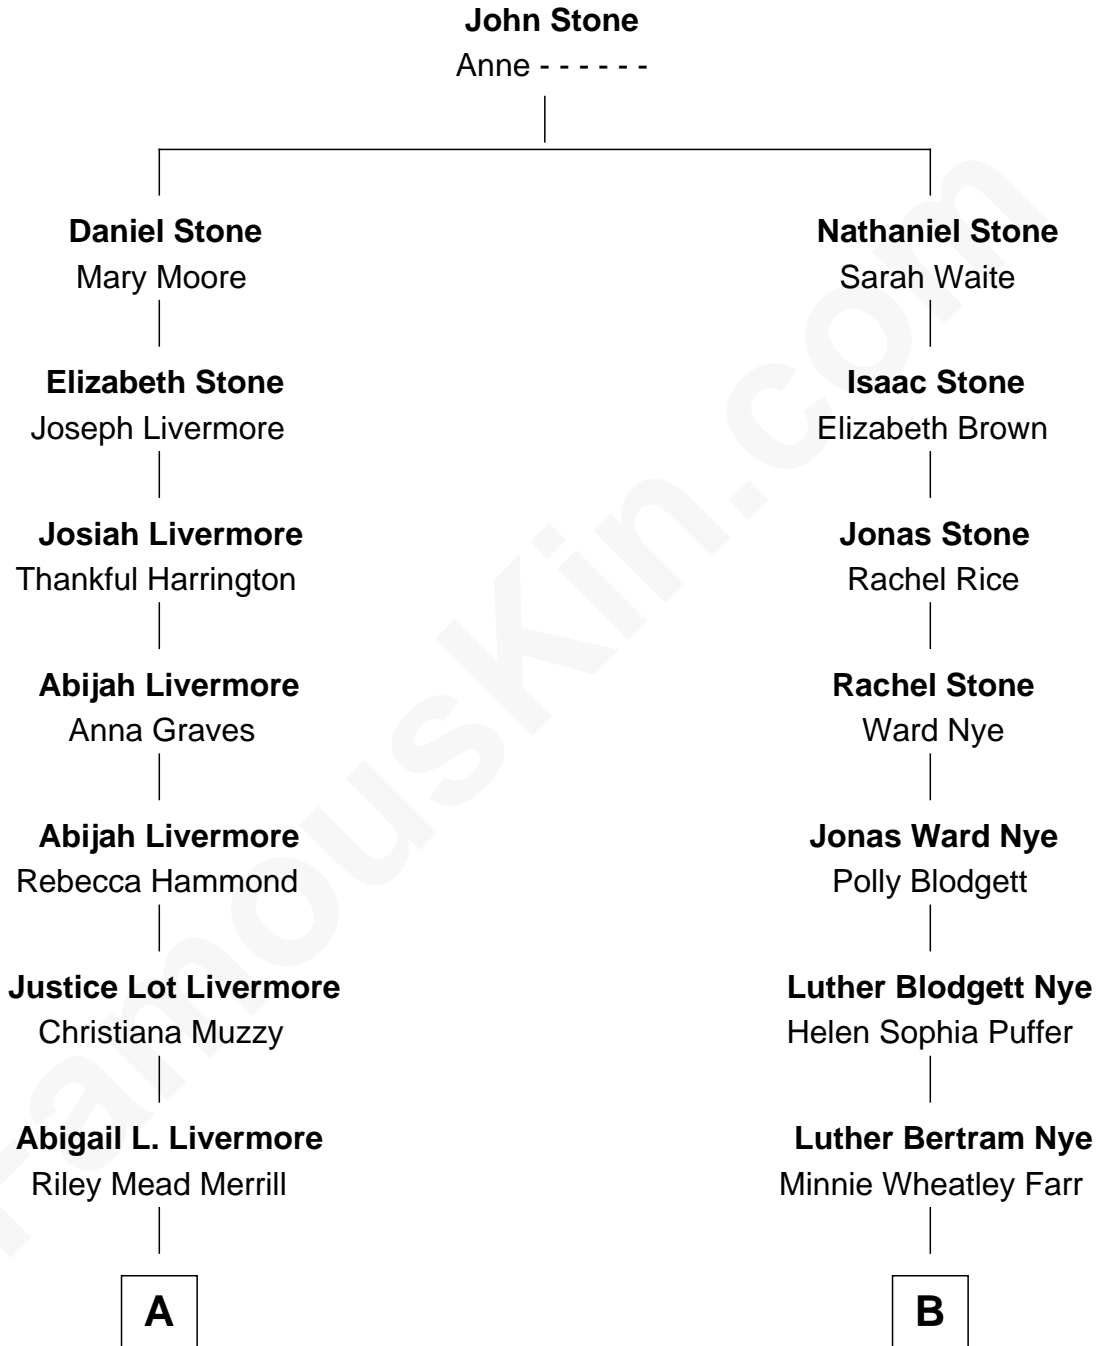 John Stone
Anne - - - - - -
Daniel Stone
Mary Moore
Nathaniel Stone
Sarah Waite
Elizabeth Stone
Joseph Livermore
Isaac Stone
Elizabeth Brown
Josiah Livermore
Thankful Harrington
Jonas Stone
Rachel Rice
Abijah Livermore
Anna Graves
Rachel Stone
Ward Nye
Abijah Livermore
Rebecca Hammond
Jonas Ward Nye
Polly Blodgett
Justice Lot Livermore
Christiana Muzzy
Luther Blodgett Nye
Helen Sophia Puffer
Abigail L. Livermore
Riley Mead Merrill
Luther Bertram Nye
Minnie Wheatley Farr
A
B
FamousKin.com